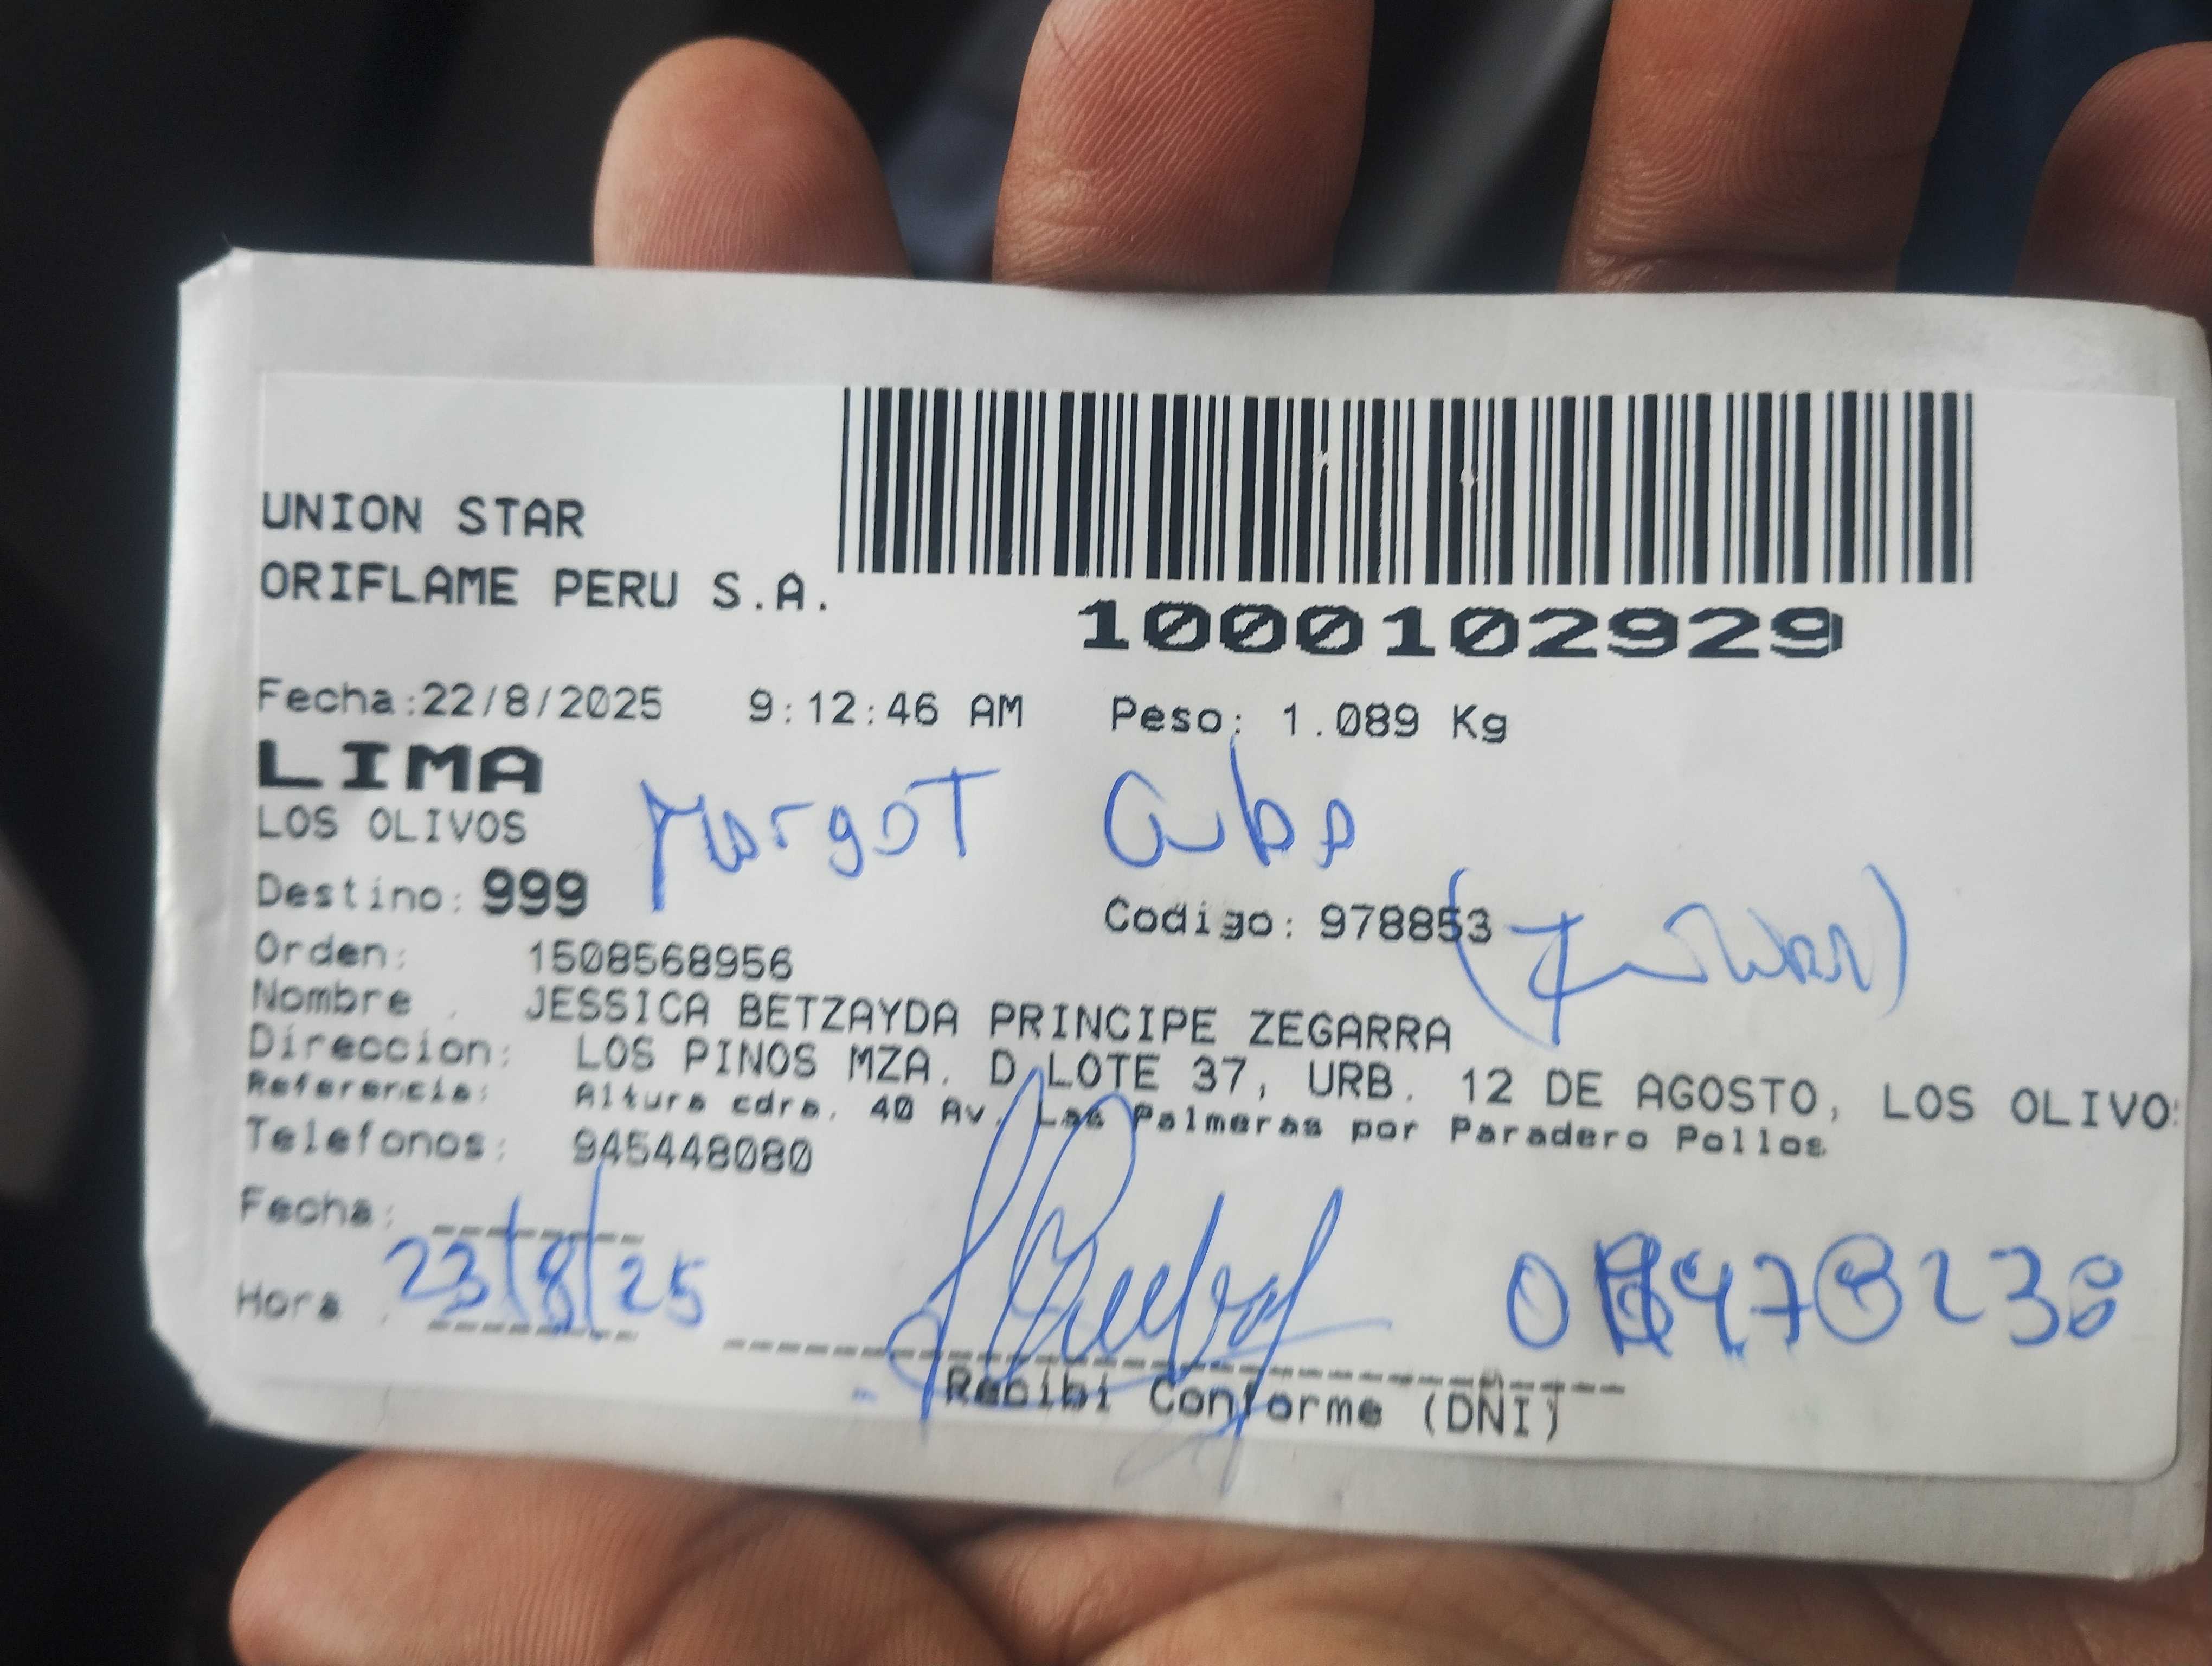 UNION STAR
ORIFLAME PERU S.A.
1000102929
Fecha:22/8/2025 9:12:46 AM Peso: 1.089 Kg
LIMA
LOS OLIVOS
Margot Cuba
Destino: 999
Codigo: 978853
Orden: 1508568956
Nombre : JESSICA BETZAYDA PRINCIPE ZEGARRA
Direccion: LOS PINOS MZA. D LOTE 37, URB. 12 DE AGOSTO, LOS OLIVO
Referencia: Altura cdra. 40 Av. Las Palmeras por Paradero Pollos
Telefonos: 945448080
Fecha:
23/8/25
Hora :
Recibi Conforme (DNI)